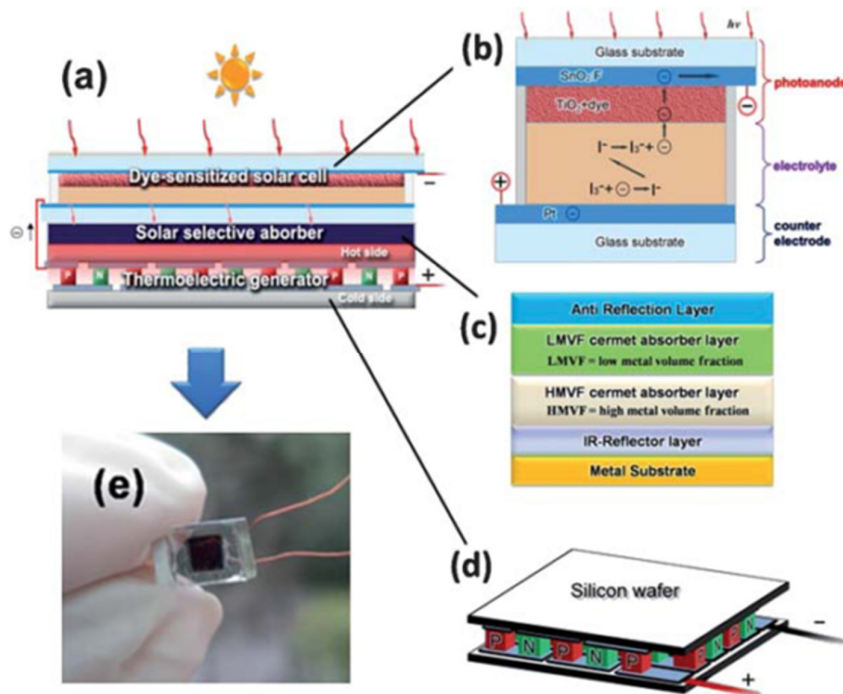 (a)
Dye-sensitized solar cell
−
⊖
Solar selective aborber
Hot side
P N P N P
Thermoelectric generator
+
Cold side
(b)
hν
Glass substrate
SnO₂:F
⊖
TiO₂+dye
⊖
photoanode
−
I⁻ → I₃⁻ + ⊖
I₃⁻ + ⊖ → I⁻
electrolyte
+
Pt ⊖
Glass substrate
counter
electrode
(c)
Anti Reflection Layer
LMVF cermet absorber layer
LMVF = low metal volume fraction
HMVF cermet absorber layer
HMVF = high metal volume fraction
IR-Reflector layer
Metal Substrate
(d)
Silicon wafer
P N P N P P N P N
−
+
(e)